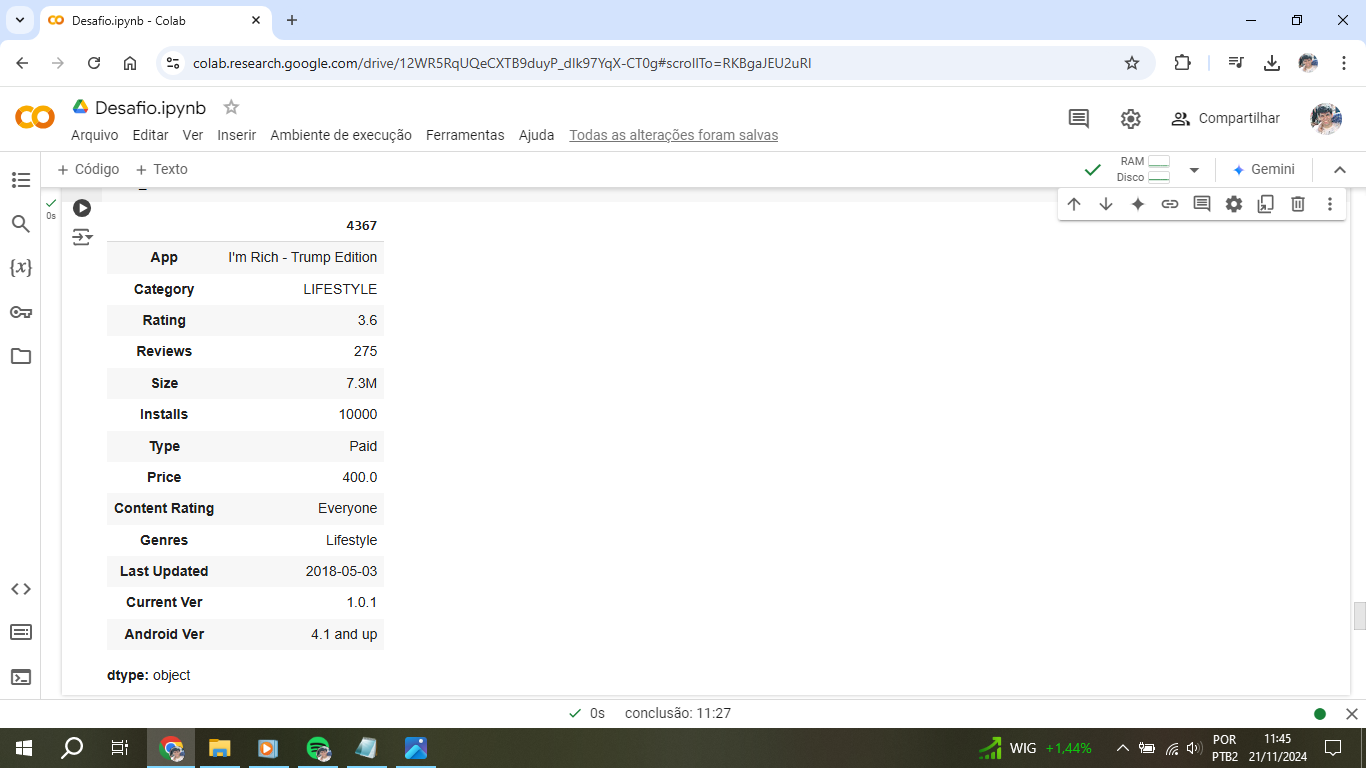 Desafio.ipynb - Colab
colab.research.google.com/drive/12WR5RqUQeCXTB9duyP_dIk97YqX-CT0g#scrollTo=RKBgaJEU2uRI
Desafio.ipynb
Arquivo Editar Ver Inserir Ambiente de execução Ferramentas Ajuda Todas as alterações foram salvas
Compartilhar
+ Código + Texto
RAM
Disco
Gemini
0s
4367
App I'm Rich - Trump Edition
Category LIFESTYLE
Rating 3.6
Reviews 275
Size 7.3M
Installs 10000
Type Paid
Price 400.0
Content Rating Everyone
Genres Lifestyle
Last Updated 2018-05-03
Current Ver 1.0.1
Android Ver 4.1 and up
dtype: object
0s conclusão: 11:27
WIG +1,44%
POR
PTB2
11:45
21/11/2024